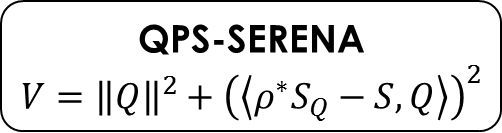 QPS-SERENA
V = ‖Q‖² + (⟨ρ*S_Q − S, Q⟩)²